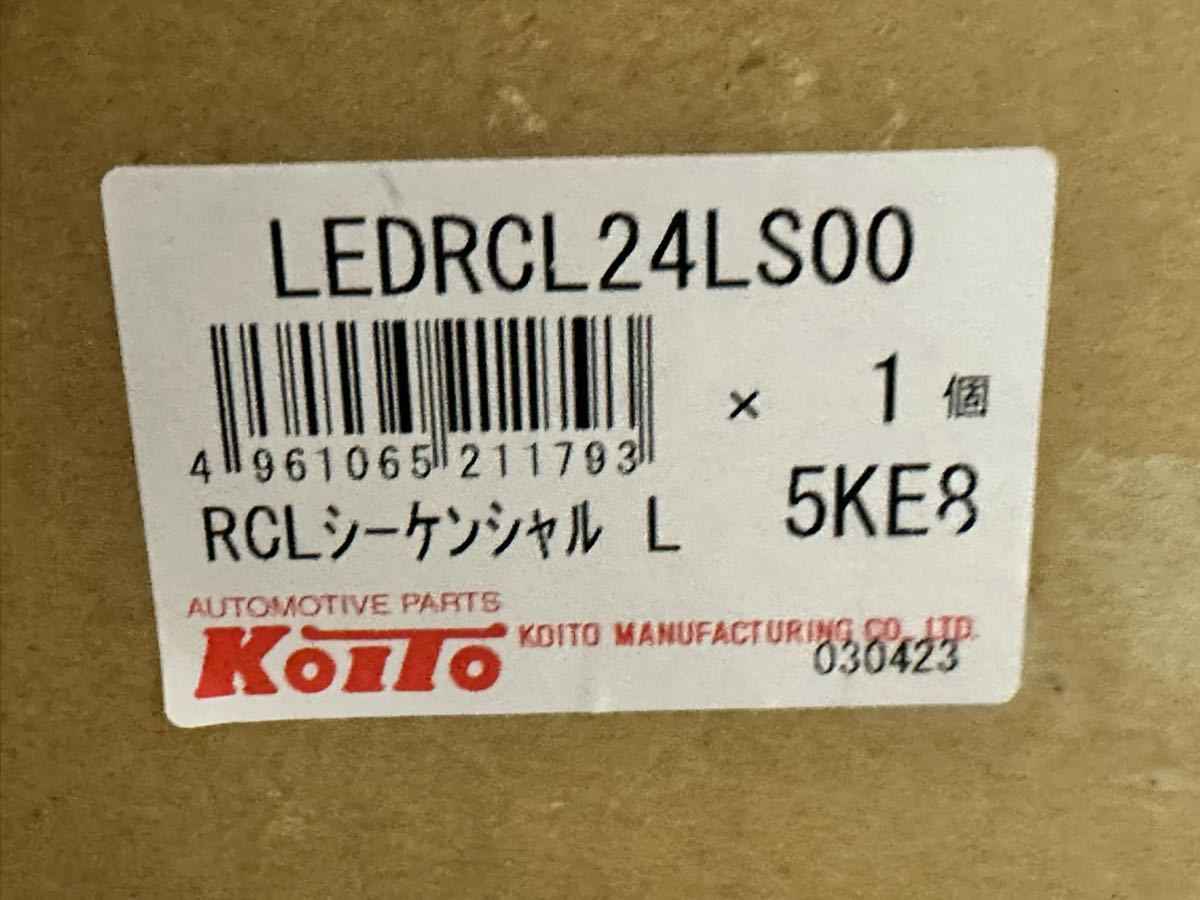 LEDRCL24LS00
× 1 個
4 961065 211793
RCLシーケンシャル L 5KE8
AUTOMOTIVE PARTS
KOITO KOITO MANUFACTURING CO., LTD.
030423